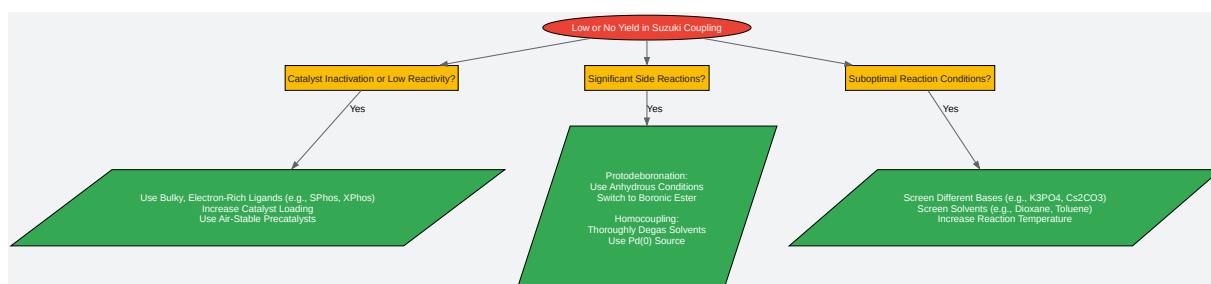 Low or No Yield in Suzuki Coupling
Catalyst Inactivation or Low Reactivity?
Significant Side Reactions?
Suboptimal Reaction Conditions?
Yes
Yes
Yes
Use Bulky, Electron-Rich Ligands (e.g., SPhos, XPhos)
Increase Catalyst Loading
Use Air-Stable Precatalysts
Protodeboronation:
Use Anhydrous Conditions
Switch to Boronic Ester
Homocoupling:
Thoroughly Degas Solvents
Use Pd(0) Source
Screen Different Bases (e.g., K3PO4, Cs2CO3)
Screen Solvents (e.g., Dioxane, Toluene)
Increase Reaction Temperature